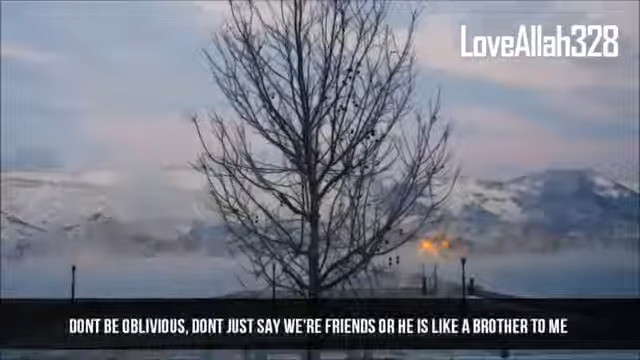 LoveAllah328
DONT BE OBLIVIOUS, DONT JUST SAY WE'RE FRIENDS OR HE IS LIKE A BROTHER TO ME